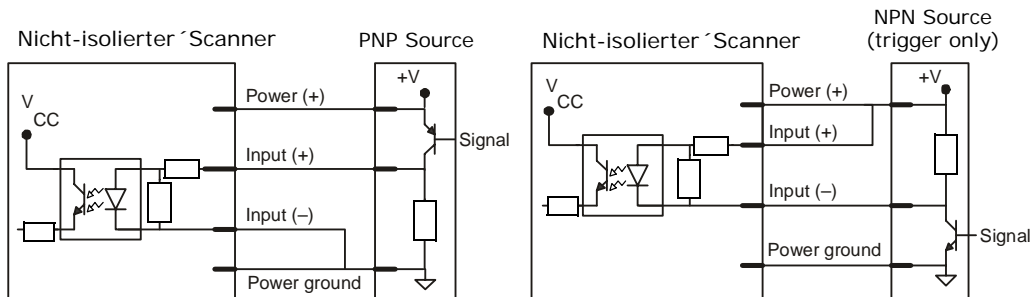 Nicht-isolierter ´Scanner
PNP Source
+V
V
CC
Power (+)
Signal
Input (+)
Input (–)
Power ground
Nicht-isolierter ´Scanner
NPN Source
(trigger only)
+V
V
CC
Power (+)
Input (+)
Input (–)
Signal
Power ground